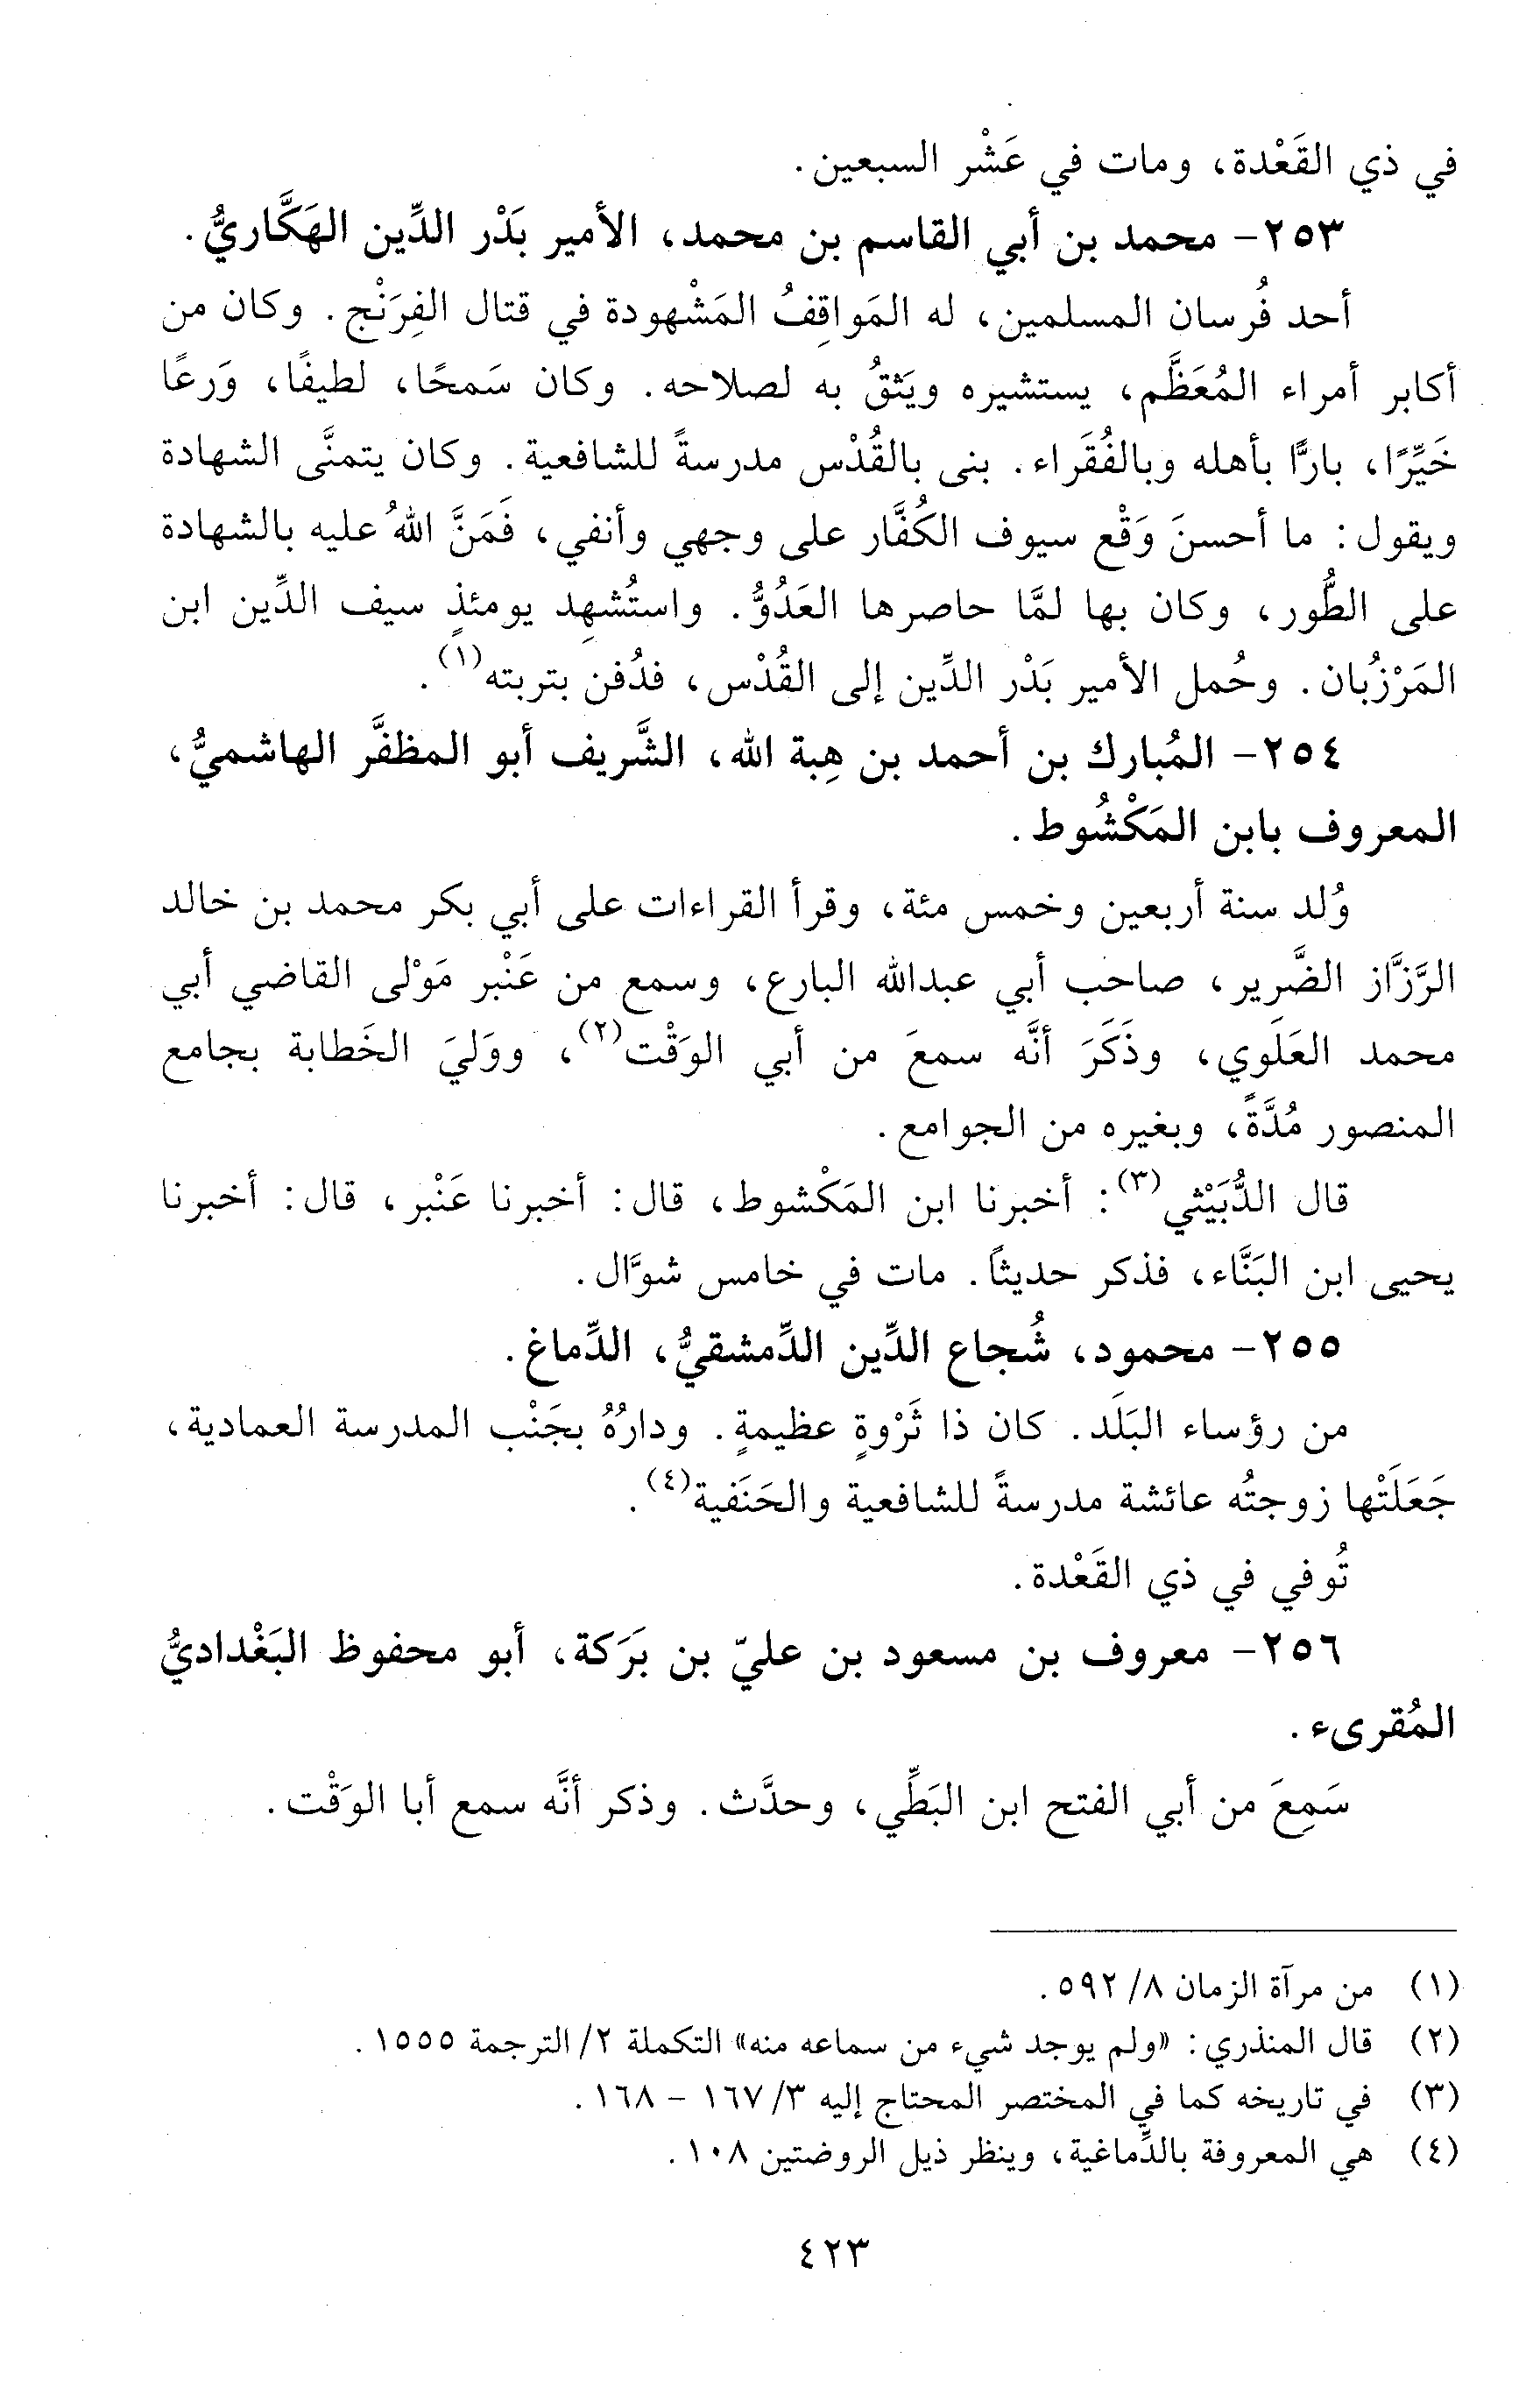 في ذي القَعْدة، ومات في عَشْر السبعين.
٢٥٣- محمد بن أبي القاسم بن محمد، الأمير بَدْر الدِّين الهَكَّاريُّ.
أحد فُرسان المسلمين، له المَواقِفُ المَشْهودة في قتال الفِرَنْج. وكان من
أكابر أمراء المُعَظَّم، يستشيره ويَثقُ به لصلاحه. وكان سَمحًا، لطيفًا، وَرعًا
خَيِّرًا، بارًّا بأهله وبالفُقَراء. بنى بالقُدْس مدرسةً للشافعية. وكان يتمنَّى الشهادة
ويقول: ما أحسنَ وَقْع سيوف الكُفَّار على وجهي وأنفي، فَمَنَّ اللهُ عليه بالشهادة
على الطُّور، وكان بها لمَّا حاصرها العَدُوُّ. واستُشهِد يومئذٍ سيف الدِّين ابن
المَرْزُبان. وحُمل الأمير بَدْر الدِّين إلى القُدْس، فدُفن بتربته(١).
٢٥٤- المُبارك بن أحمد بن هِبة الله، الشَّريف أبو المظفَّر الهاشميُّ،
المعروف بابن المَكْشُوط.
وُلد سنة أربعين وخمس مئة، وقرأ القراءات على أبي بكر محمد بن خالد
الرَّزاَّز الضَّرير، صاحب أبي عبدالله البارع، وسمع من عَنْبر مَوْلى القاضي أبي
محمد العَلَوي، وذَكَرَ أنَّه سمعَ من أبي الوَقْت(٢)، ووَليَ الخَطابة بجامع
المنصور مُدَّةً، وبغيره من الجوامع.
قال الدُّبَيْثي(٣): أخبرنا ابن المَكْشوط، قال: أخبرنا عَنْبر، قال: أخبرنا
يحيى ابن البَنَّاء، فذكر حديثاً. مات في خامس شوَّال.
٢٥٥- محمود، شُجاع الدِّين الدِّمشقيُّ، الدِّماغ.
من رؤساء البَلَد. كان ذا ثَرْوةٍ عظيمةٍ. ودارُهُ بجَنْب المدرسة العمادية،
جَعَلَتْها زوجتُه عائشة مدرسةً للشافعية والحَنَفية(٤).
تُوفي في ذي القَعْدة.
٢٥٦- معروف بن مسعود بن عليّ بن بَرَكة، أبو محفوظ البَغْداديُّ
المُقرىء.
سَمِعَ من أبي الفتح ابن البَطِّي، وحدَّث. وذكر أنَّه سمع أبا الوَقْت.
(١) من مرآة الزمان ٨/ ٥٩٢.
(٢) قال المنذري: «ولم يوجد شيء من سماعه منه» التكملة ٢/ الترجمة ١٥٥٥.
(٣) في تاريخه كما في المختصر المحتاج إليه ٣/ ١٦٧ - ١٦٨.
(٤) هي المعروفة بالدِّماغية، وينظر ذيل الروضتين ١٠٨.
٤٢٣